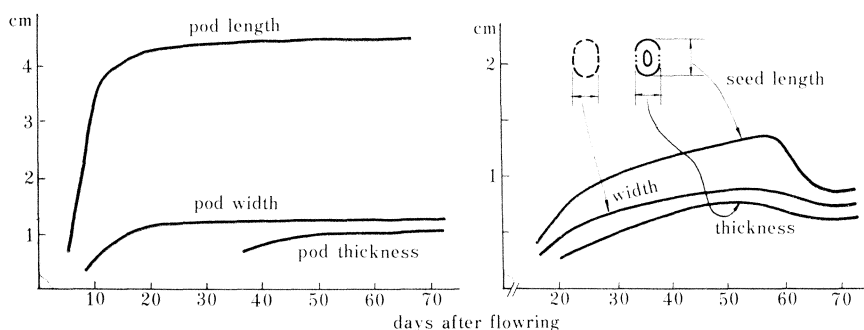 cm
pod length
4
3
2
pod width
1
pod thickness
10 20 30 40 50 60 70
cm
2
seed length
1
width
thickness
20 30 40 50 60 70
days after flowring